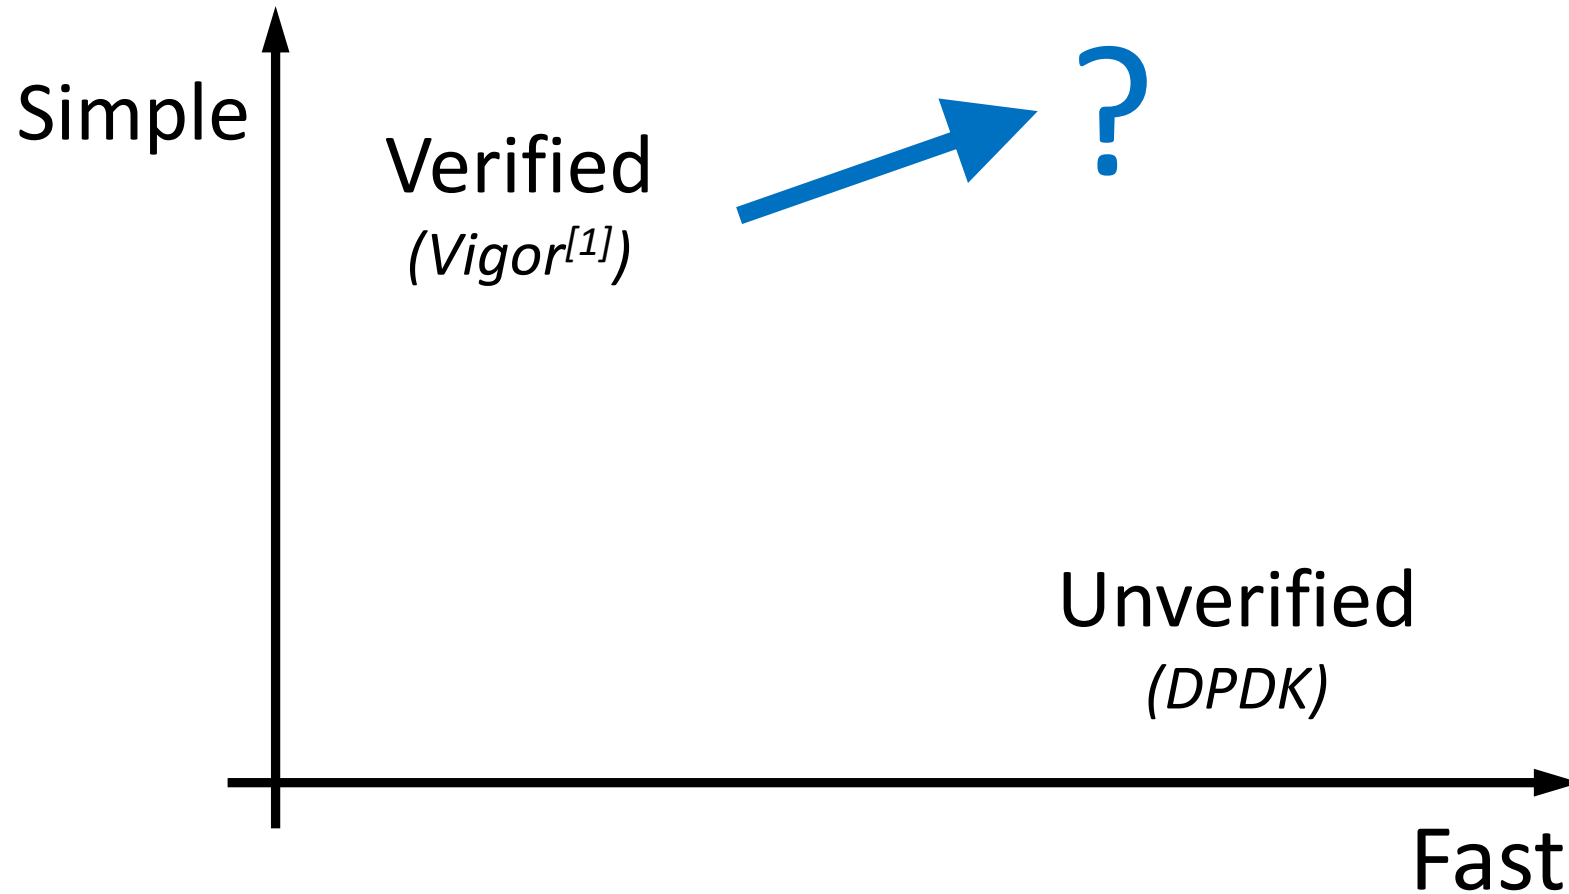 Simple
?
Verified
(Vigor[1])
Unverified
(DPDK)
Fast